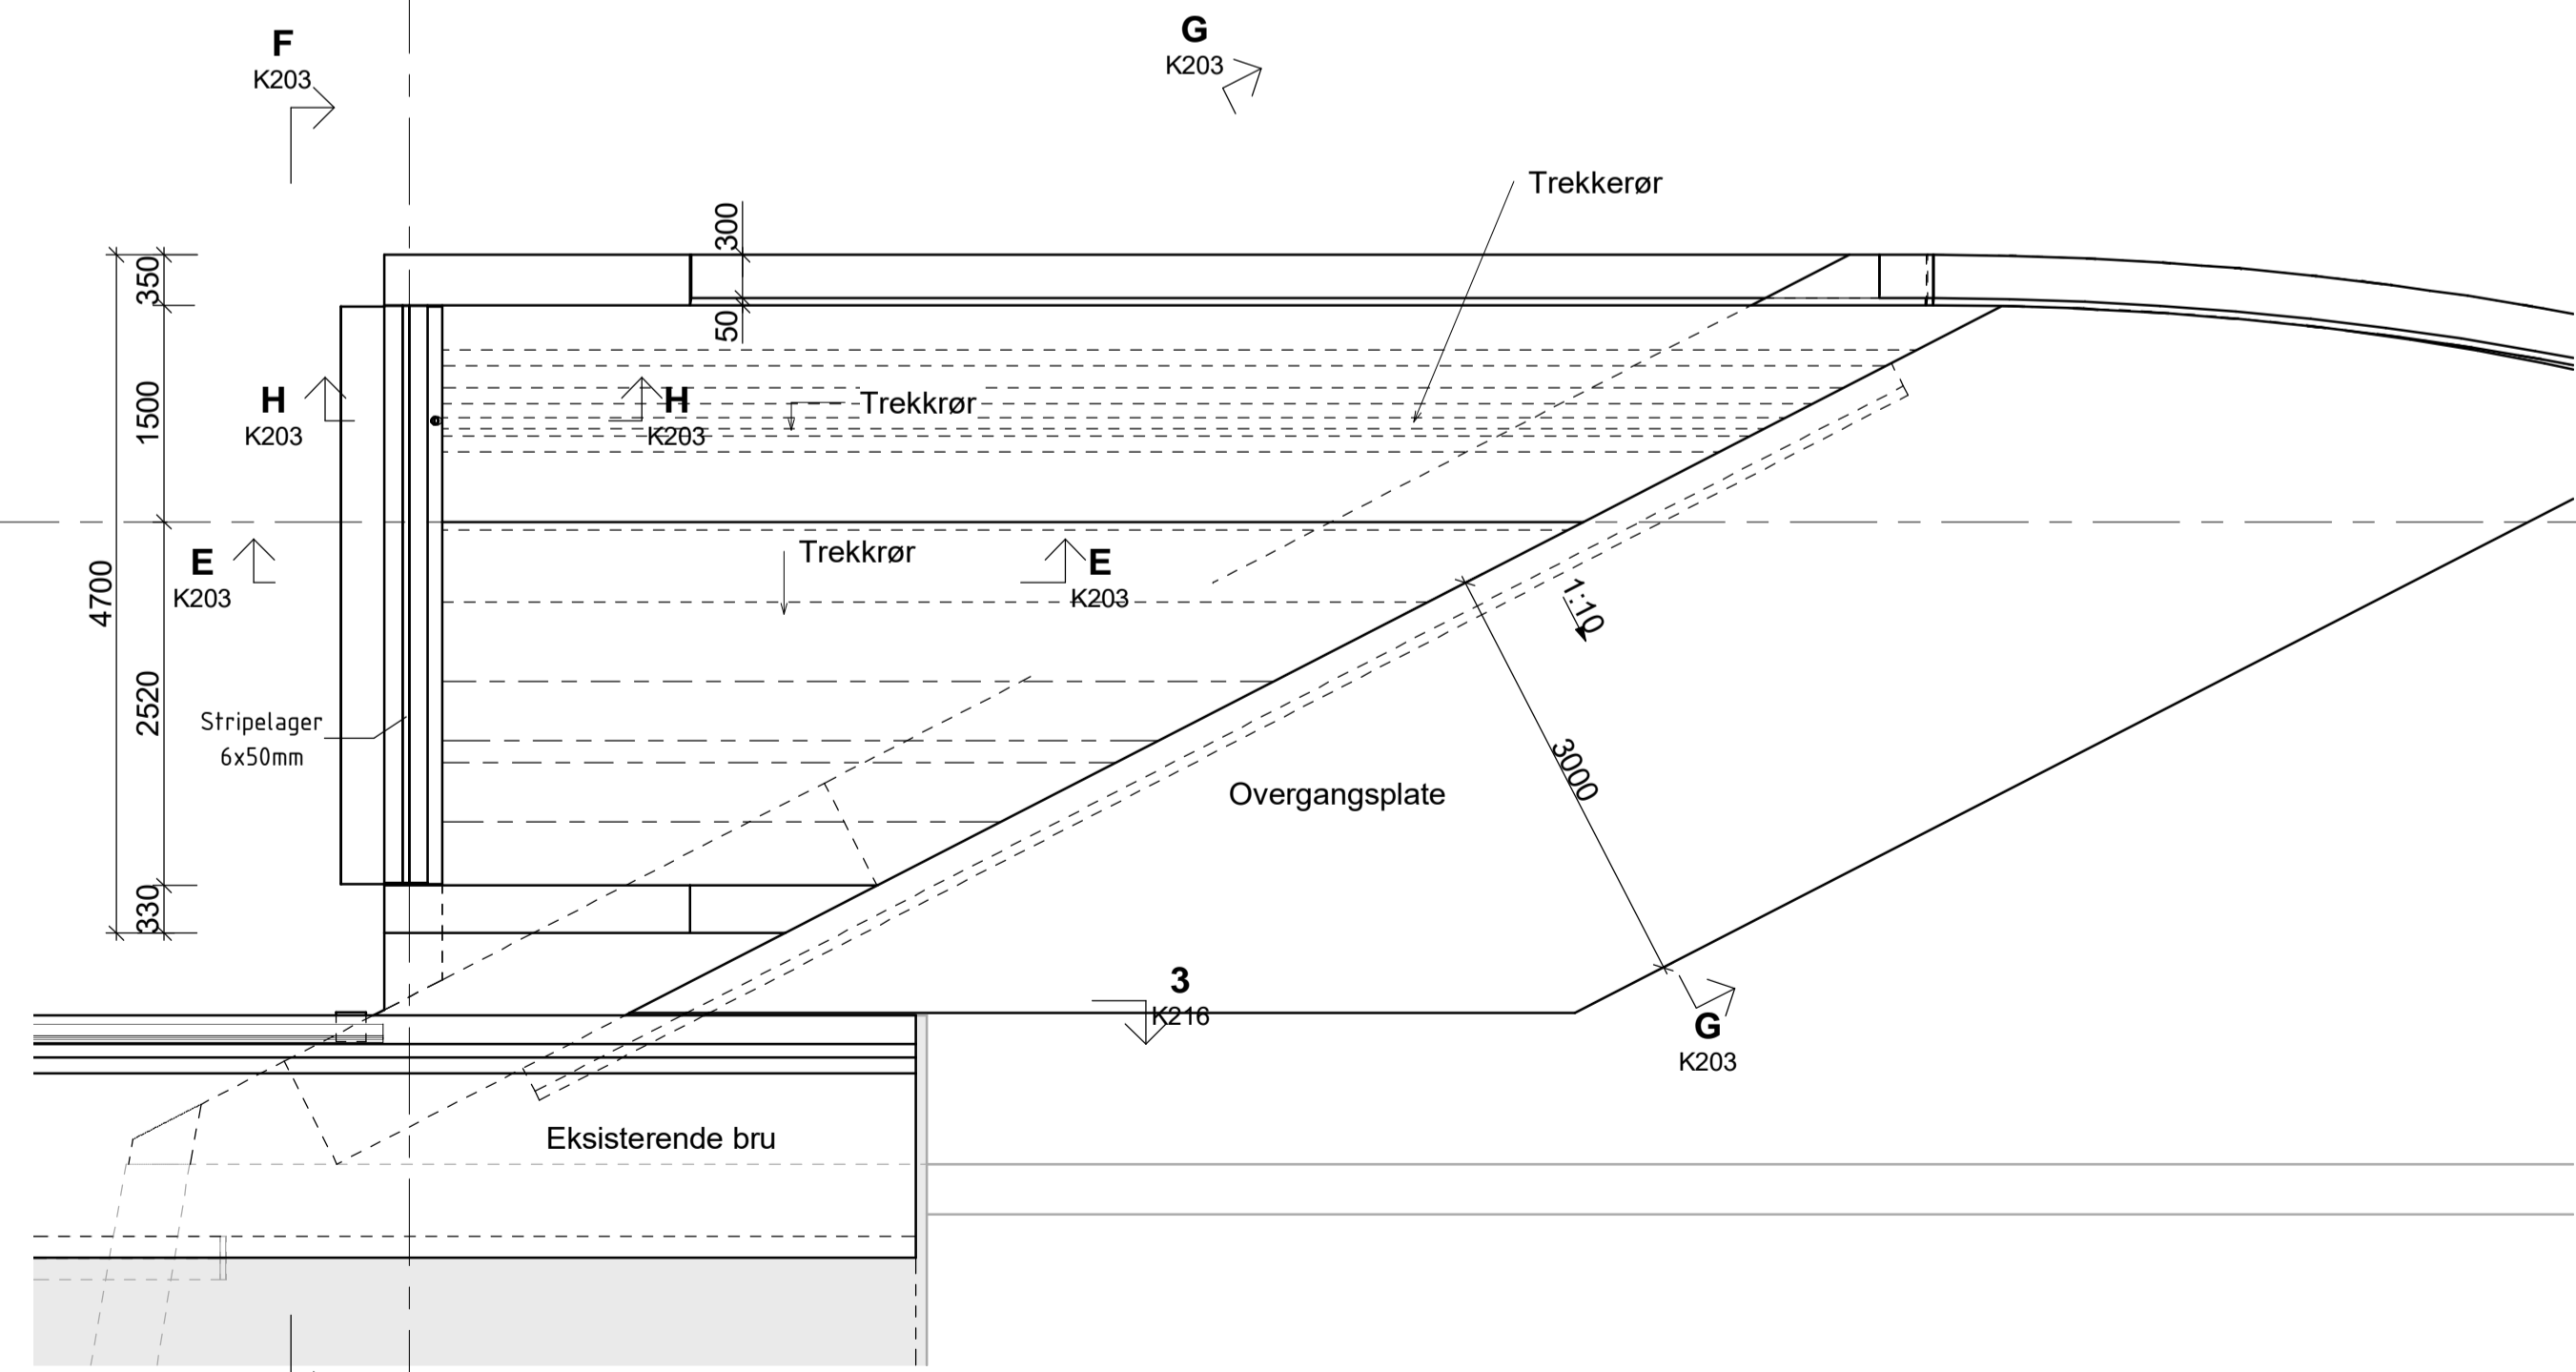 F
K203
G
K203
Trekkerør
300
350
50
H
K203
H
K203
Trekkrør
1500
E
K203
Trekkrør
E
K203
4700
1:10
2520
Stripelager
6x50mm
3000
Overgangsplate
330
3
K216
G
K203
Eksisterende bru